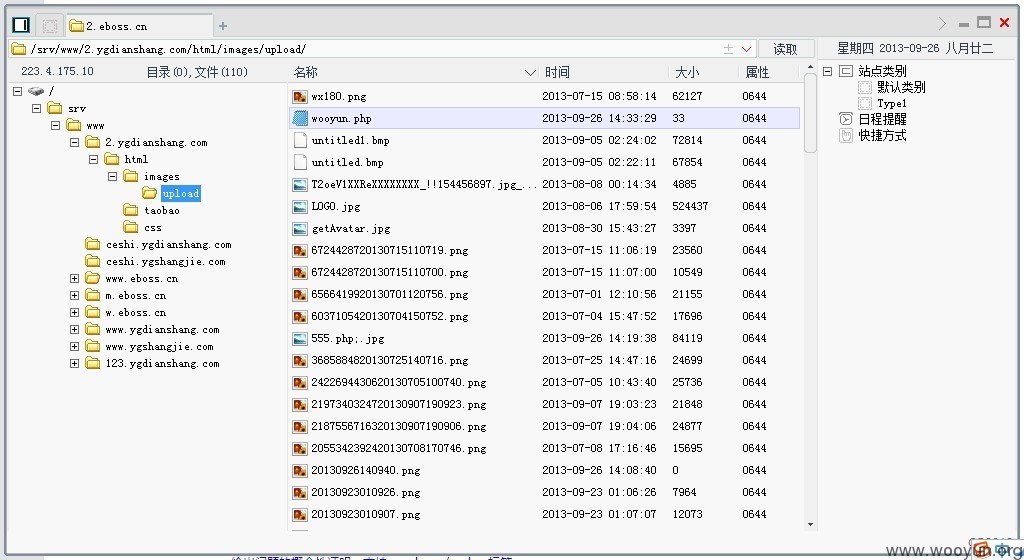 2.eboss.cn
/srv/www/2.ygdianshang.com/html/images/upload/ 读取 星期四 2013-09-26 八月廿二
223.4.175.10 目录(0),文件(110) 名称 时间 大小 属性
/
srv
www
2.ygdianshang.com
html
images
upload
taobao
css
ceshi.ygdianshang.com
ceshi.ygshangjie.com
www.eboss.cn
m.eboss.cn
w.eboss.cn
www.ygdianshang.com
www.ygshangjie.com
123.ygdianshang.com
wx180.png 2013-07-15 08:58:14 62127 0644
wooyun.php 2013-09-26 14:33:29 33 0644
untitled1.bmp 2013-09-05 02:24:02 72814 0644
untitled.bmp 2013-09-05 02:22:11 67854 0644
T2oeV1XXReXXXXXXXX_!!154456897.jpg_... 2013-08-08 00:14:34 4885 0644
LOGO.jpg 2013-08-06 17:59:54 524437 0644
getAvatar.jpg 2013-08-30 15:43:27 3397 0644
6724428720130715110719.png 2013-07-15 11:06:19 23560 0644
6724428720130715110700.png 2013-07-15 11:07:00 10549 0644
6566419920130701120756.png 2013-07-01 12:10:56 21155 0644
6037105420130704150752.png 2013-07-04 15:47:52 17696 0644
555.php;.jpg 2013-09-26 14:19:38 84119 0644
3685884820130725140716.png 2013-07-25 14:47:16 24699 0644
2422694430620130705100740.png 2013-07-05 10:43:40 25736 0644
2197340324720130907190923.png 2013-09-07 19:03:23 21848 0644
2187556716320130907190906.png 2013-09-07 19:04:06 24877 0644
2055342392420130708170746.png 2013-07-08 17:16:46 15695 0644
20130926140940.png 2013-09-26 14:08:40 0 0644
20130923010926.png 2013-09-23 01:06:26 7964 0644
20130923010907.png 2013-09-23 01:07:07 12073 0644
站点类别
默认类别
Type1
日程提醒
快捷方式
www.wooyun.org
中